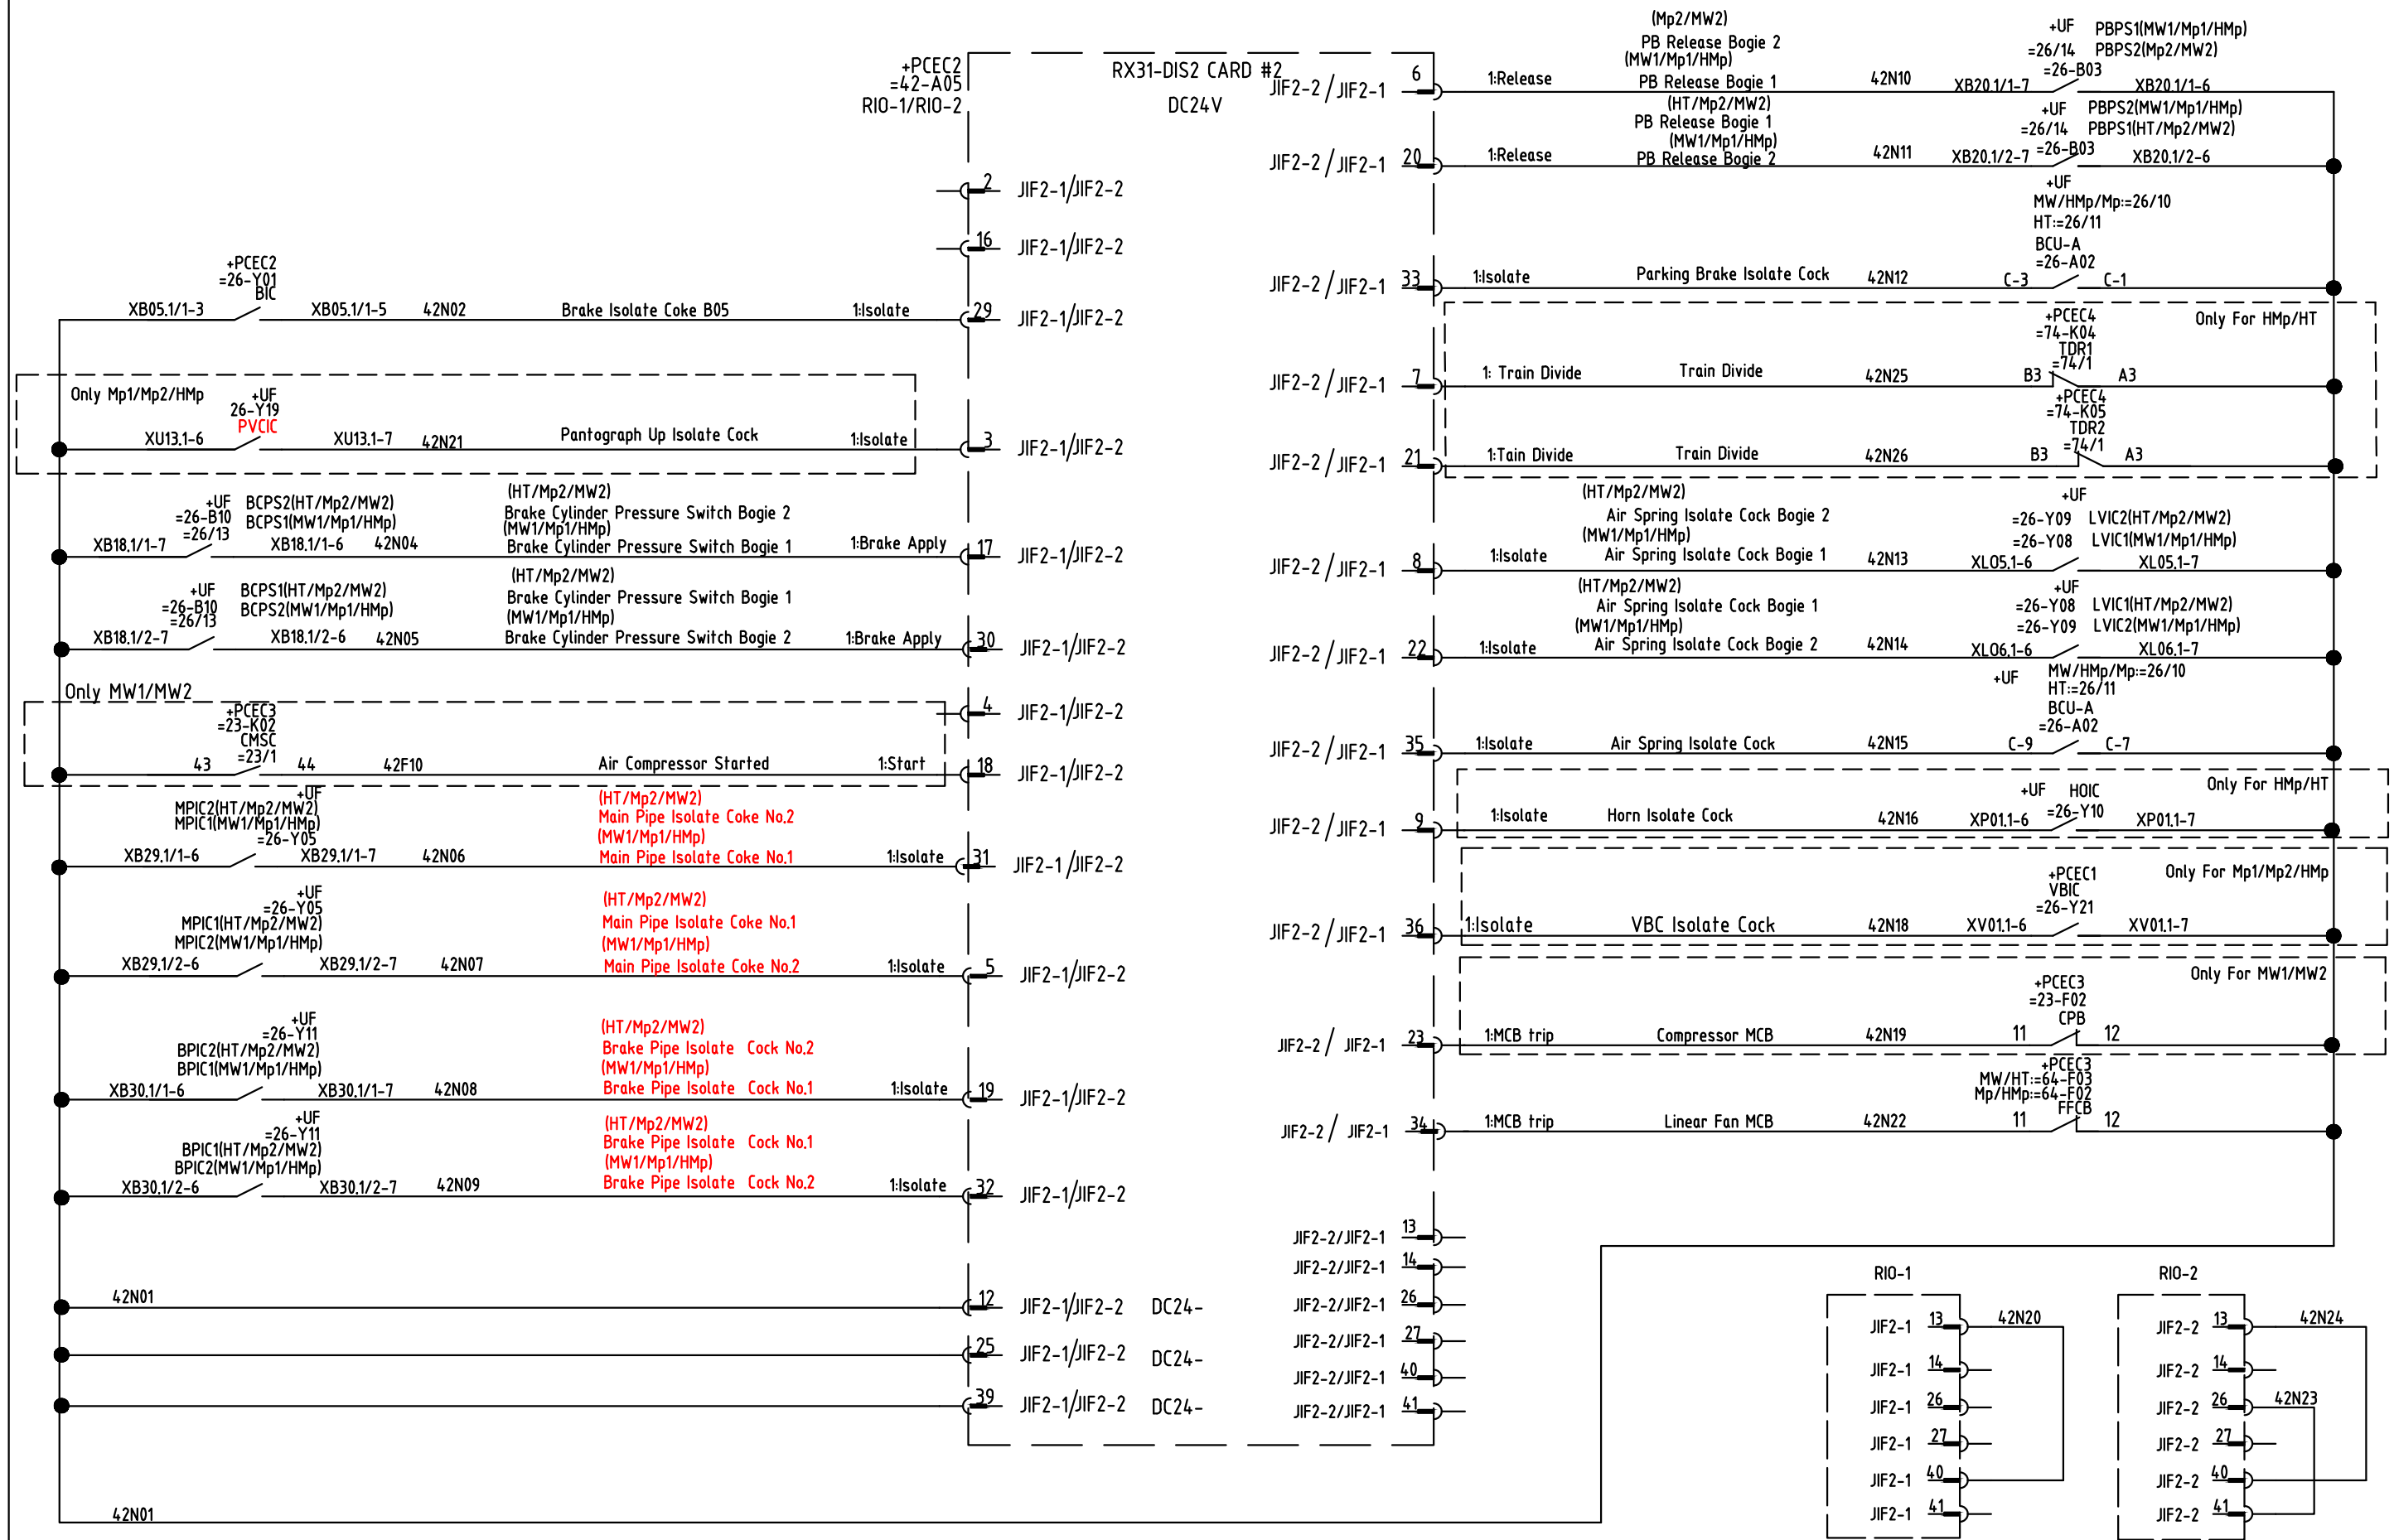 +PCEC2
=42-A05
RIO-1/RIO-2
RX31-DIS2 CARD #2
DC24V
2 JIF2-1/JIF2-2
16 JIF2-1/JIF2-2
+PCEC2
=26-Y01
BIC
XB05.1/1-3 XB05.1/1-5 42N02 Brake Isolate Coke B05 1:Isolate 29 JIF2-1/JIF2-2
Only Mp1/Mp2/HMp
+UF
26-Y19
PVCIC
XU13.1-6 XU13.1-7 42N21 Pantograph Up Isolate Cock 1:Isolate 3 JIF2-1/JIF2-2
+UF BCPS2(HT/Mp2/MW2) (HT/Mp2/MW2)
=26-B10 BCPS1(MW1/Mp1/HMp) Brake Cylinder Pressure Switch Bogie 2
=26/13 (MW1/Mp1/HMp)
XB18.1/1-7 XB18.1/1-6 42N04 Brake Cylinder Pressure Switch Bogie 1 1:Brake Apply 17 JIF2-1/JIF2-2
+UF BCPS1(HT/Mp2/MW2) (HT/Mp2/MW2)
=26-B10 BCPS2(MW1/Mp1/HMp) Brake Cylinder Pressure Switch Bogie 1
=26/13 (MW1/Mp1/HMp)
XB18.1/2-7 XB18.1/2-6 42N05 Brake Cylinder Pressure Switch Bogie 2 1:Brake Apply 30 JIF2-1/JIF2-2
Only MW1/MW2
4 JIF2-1/JIF2-2
+PCEC3
=23-K02
CMSC
=23/1
43 44 42F10 Air Compressor Started 1:Start 18 JIF2-1/JIF2-2
+UF (HT/Mp2/MW2)
MPIC2(HT/Mp2/MW2) Main Pipe Isolate Coke No.2
MPIC1(MW1/Mp1/HMp) (MW1/Mp1/HMp)
=26-Y05
XB29.1/1-6 XB29.1/1-7 42N06 Main Pipe Isolate Coke No.1 1:Isolate 31 JIF2-1/JIF2-2
+UF (HT/Mp2/MW2)
=26-Y05
MPIC1(HT/Mp2/MW2) Main Pipe Isolate Coke No.1
MPIC2(MW1/Mp1/HMp) (MW1/Mp1/HMp)
XB29.1/2-6 XB29.1/2-7 42N07 Main Pipe Isolate Coke No.2 1:Isolate 5 JIF2-1/JIF2-2
+UF (HT/Mp2/MW2)
=26-Y11
BPIC2(HT/Mp2/MW2) Brake Pipe Isolate Cock No.2
BPIC1(MW1/Mp1/HMp) (MW1/Mp1/HMp)
XB30.1/1-6 XB30.1/1-7 42N08 Brake Pipe Isolate Cock No.1 1:Isolate 19 JIF2-1/JIF2-2
+UF (HT/Mp2/MW2)
=26-Y11
BPIC1(HT/Mp2/MW2) Brake Pipe Isolate Cock No.1
BPIC2(MW1/Mp1/HMp) (MW1/Mp1/HMp)
XB30.1/2-6 XB30.1/2-7 42N09 Brake Pipe Isolate Cock No.2 1:Isolate 32 JIF2-1/JIF2-2
42N01 12 JIF2-1/JIF2-2 DC24-
25 JIF2-1/JIF2-2 DC24-
39 JIF2-1/JIF2-2 DC24-
42N01
(Mp2/MW2) +UF PBPS1(MW1/Mp1/HMp)
PB Release Bogie 2 =26/14 PBPS2(Mp2/MW2)
(MW1/Mp1/HMp) =26-B03
JIF2-2/JIF2-1 6 1:Release PB Release Bogie 1 42N10 XB20.1/1-7 XB20.1/1-6
(HT/Mp2/MW2) +UF PBPS2(MW1/Mp1/HMp)
PB Release Bogie 1 =26/14 PBPS1(HT/Mp2/MW2)
(MW1/Mp1/HMp) =26-B03
JIF2-2/JIF2-1 20 1:Release PB Release Bogie 2 42N11 XB20.1/2-7 XB20.1/2-6
+UF
MW/HMp/Mp:=26/10
HT:=26/11
BCU-A
=26-A02
JIF2-2/JIF2-1 33 1:Isolate Parking Brake Isolate Cock 42N12 C-3 C-1
Only For HMp/HT
+PCEC4
=74-K04
TDR1
=74/1
JIF2-2/JIF2-1 7 1: Train Divide Train Divide 42N25 B3 A3
+PCEC4
=74-K05
TDR2
=74/1
JIF2-2/JIF2-1 21 1:Tain Divide Train Divide 42N26 B3 A3
(HT/Mp2/MW2) +UF
Air Spring Isolate Cock Bogie 2 =26-Y09 LVIC2(HT/Mp2/MW2)
(MW1/Mp1/HMp) =26-Y08 LVIC1(MW1/Mp1/HMp)
JIF2-2/JIF2-1 8 1:Isolate Air Spring Isolate Cock Bogie 1 42N13 XL05.1-6 XL05.1-7
(HT/Mp2/MW2) +UF
Air Spring Isolate Cock Bogie 1 =26-Y08 LVIC1(HT/Mp2/MW2)
(MW1/Mp1/HMp) =26-Y09 LVIC2(MW1/Mp1/HMp)
JIF2-2/JIF2-1 22 1:Isolate Air Spring Isolate Cock Bogie 2 42N14 XL06.1-6 XL06.1-7
+UF MW/HMp/Mp:=26/10
HT:=26/11
BCU-A
=26-A02
JIF2-2/JIF2-1 35 1:Isolate Air Spring Isolate Cock 42N15 C-9 C-7
Only For HMp/HT
+UF HOIC
=26-Y10
JIF2-2/JIF2-1 9 1:Isolate Horn Isolate Cock 42N16 XP01.1-6 XP01.1-7
Only For Mp1/Mp2/HMp
+PCEC1
VBIC
=26-Y21
JIF2-2/JIF2-1 36 1:Isolate VBC Isolate Cock 42N18 XV01.1-6 XV01.1-7
Only For MW1/MW2
+PCEC3
=23-F02
CPB
JIF2-2/ JIF2-1 23 1:MCB trip Compressor MCB 42N19 11 12
+PCEC3
MW/HT:=64-F03
Mp/HMp:=64-F02
FFCB
JIF2-2/ JIF2-1 34 1:MCB trip Linear Fan MCB 42N22 11 12
JIF2-2/JIF2-1 13
JIF2-2/JIF2-1 14
JIF2-2/JIF2-1 26
JIF2-2/JIF2-1 27
JIF2-2/JIF2-1 40
JIF2-2/JIF2-1 41
RIO-1
JIF2-1 13 42N20
JIF2-1 14
JIF2-1 26
JIF2-1 27
JIF2-1 40
JIF2-1 41
RIO-2
JIF2-2 13 42N24
JIF2-2 14
JIF2-2 26 42N23
JIF2-2 27
JIF2-2 40
JIF2-2 41